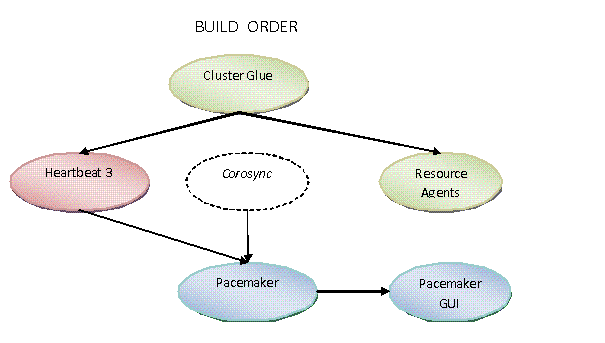 BUILD ORDER
Cluster Glue
Heartbeat 3
Corosync
Resource
Agents
Pacemaker
Pacemaker
GUI